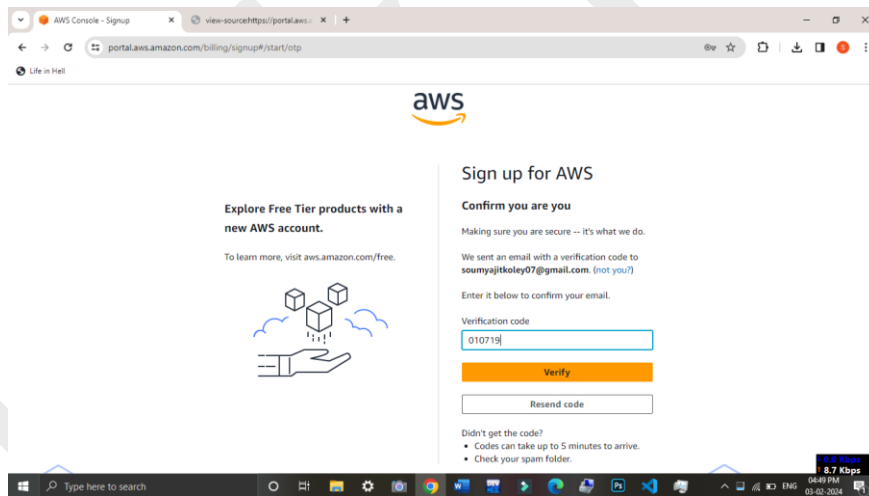 AWS Console - Signup
view-source:https://portal.aws.a
portal.aws.amazon.com/billing/signup#/start/otp
Life in Hell
aws
Sign up for AWS
Explore Free Tier products with a
new AWS account.
To learn more, visit aws.amazon.com/free.
Confirm you are you
Making sure you are secure -- it's what we do.
We sent an email with a verification code to
soumyajitkoley07@gmail.com. (not you?)
Enter it below to confirm your email.
Verification code
010719
Verify
Resend code
Didn't get the code?
• Codes can take up to 5 minutes to arrive.
• Check your spam folder.
8.7 Kbps
Type here to search
ENG
04:49 PM
03-02-2024